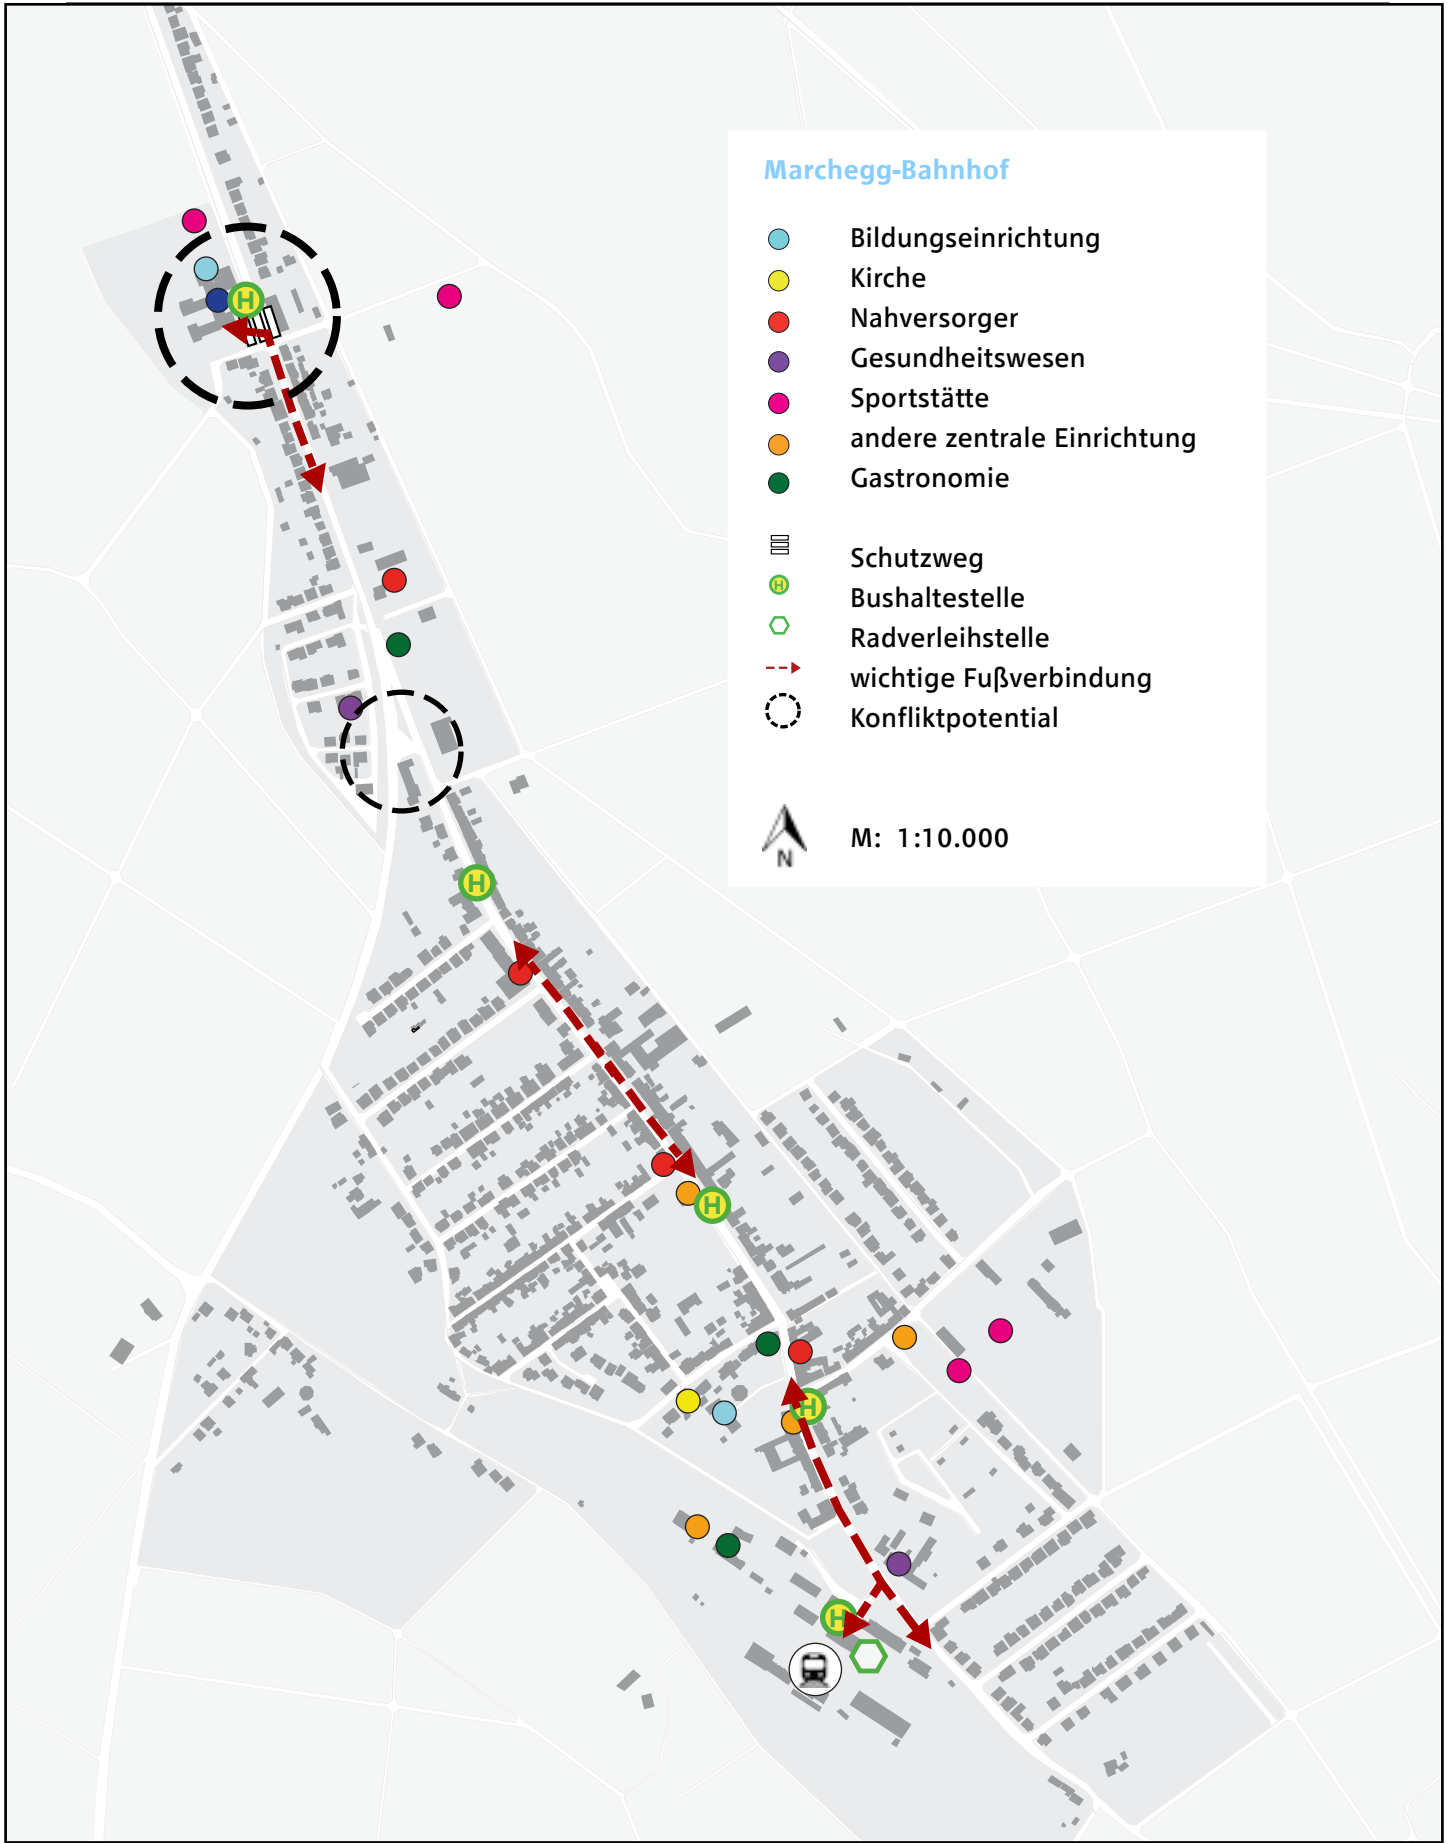 Marchegg-Bahnhof
Bildungseinrichtung
Kirche
Nahversorger
Gesundheitswesen
Sportstätte
andere zentrale Einrichtung
Gastronomie
Schutzweg
H
Bushaltestelle
Radverleihstelle
wichtige Fußverbindung
Konfliktpotential
N
M: 1:10.000
H
H
H
H
H